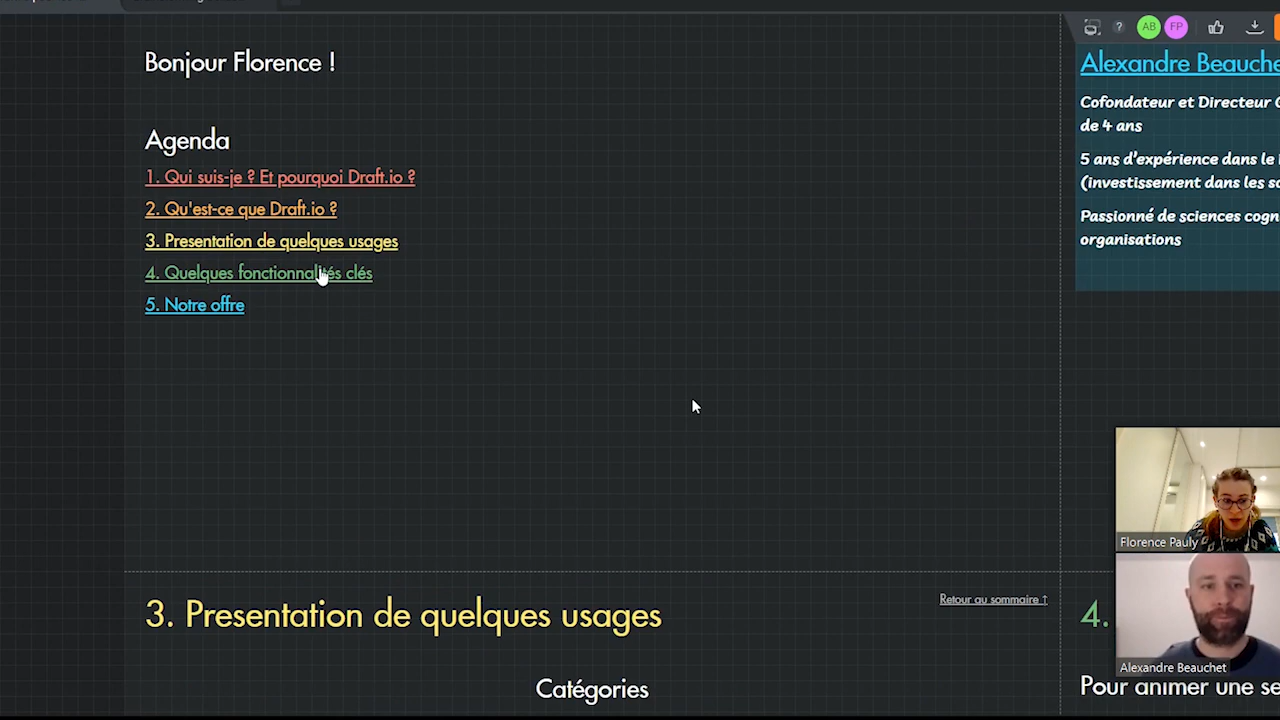 Bonjour Florence !
Agenda
1. Qui suis-je ? Et pourquoi Draft.io ?
2. Qu'est-ce que Draft.io ?
3. Presentation de quelques usages
4. Quelques fonctionnalités clés
5. Notre offre
? AB FP
Alexandre Beauche
Cofondateur et Directeur
de 4 ans
5 ans d'expérience dans le
(investissement dans les
Passionné de sciences
organisations
3. Presentation de quelques usages
Retour au sommaire ↑
Catégories
4.
Pour animer une
Florence Pauly
Alexandre Beauchet